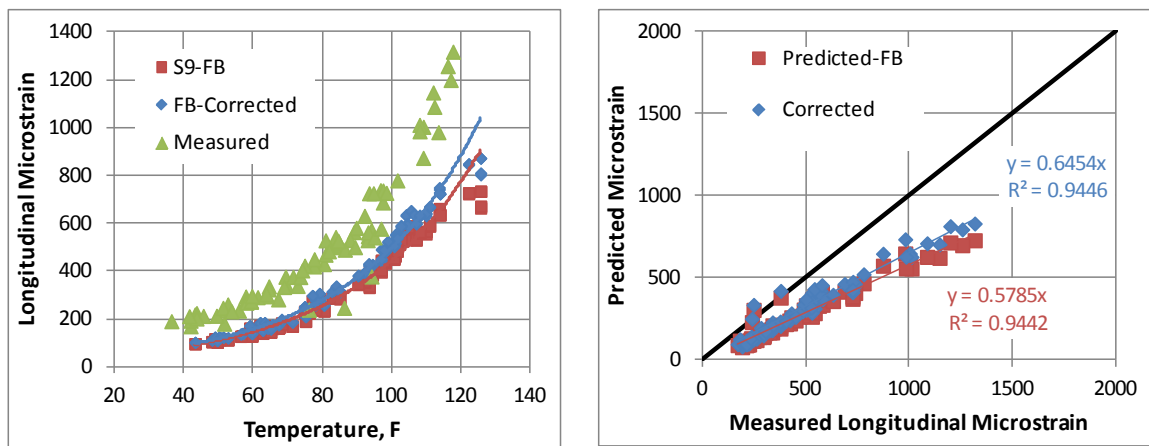 1400
1200
1000
800
600
400
200
0
Longitudinal Microstrain
S9-FB
FB-Corrected
Measured
20 40 60 80 100 120 140
Temperature, F
2000
1500
1000
500
0
Predicted Microstrain
Predicted-FB
Corrected
y = 0.6454x
R² = 0.9446
y = 0.5785x
R² = 0.9442
0 500 1000 1500 2000
Measured Longitudinal Microstrain